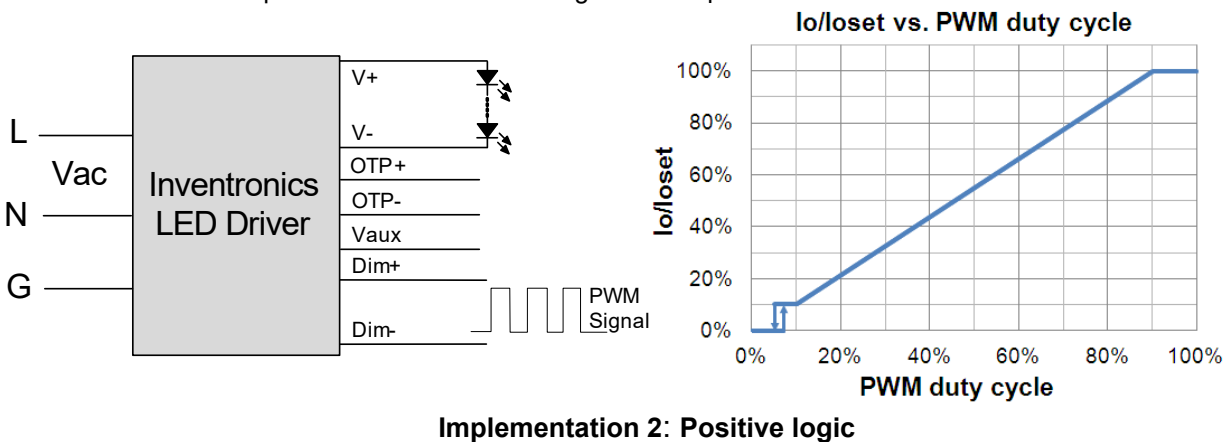 Io/Ioset vs. PWM duty cycle
L
Vac
N
G
Inventronics
LED Driver
V+
V-
OTP+
OTP-
Vaux
Dim+
Dim-
PWM
Signal
100%
80%
60%
40%
20%
0%
Io/Ioset
0%
20%
40%
60%
80%
100%
PWM duty cycle
Implementation 2: Positive logic